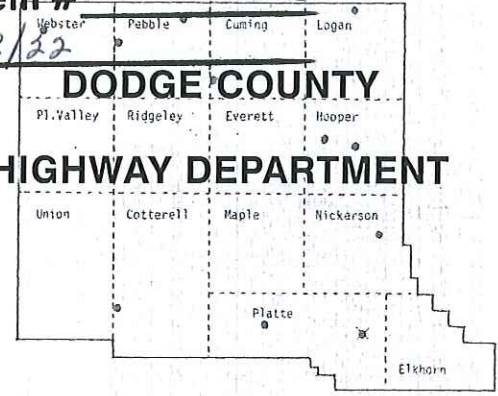 Webster Pebble Cuming Logan
/22
DODGE COUNTY
Pl.Valley Ridgeley Everett Hooper
HIGHWAY DEPARTMENT
Union Cotterell Maple Nickerson
Platte
Elkhorn